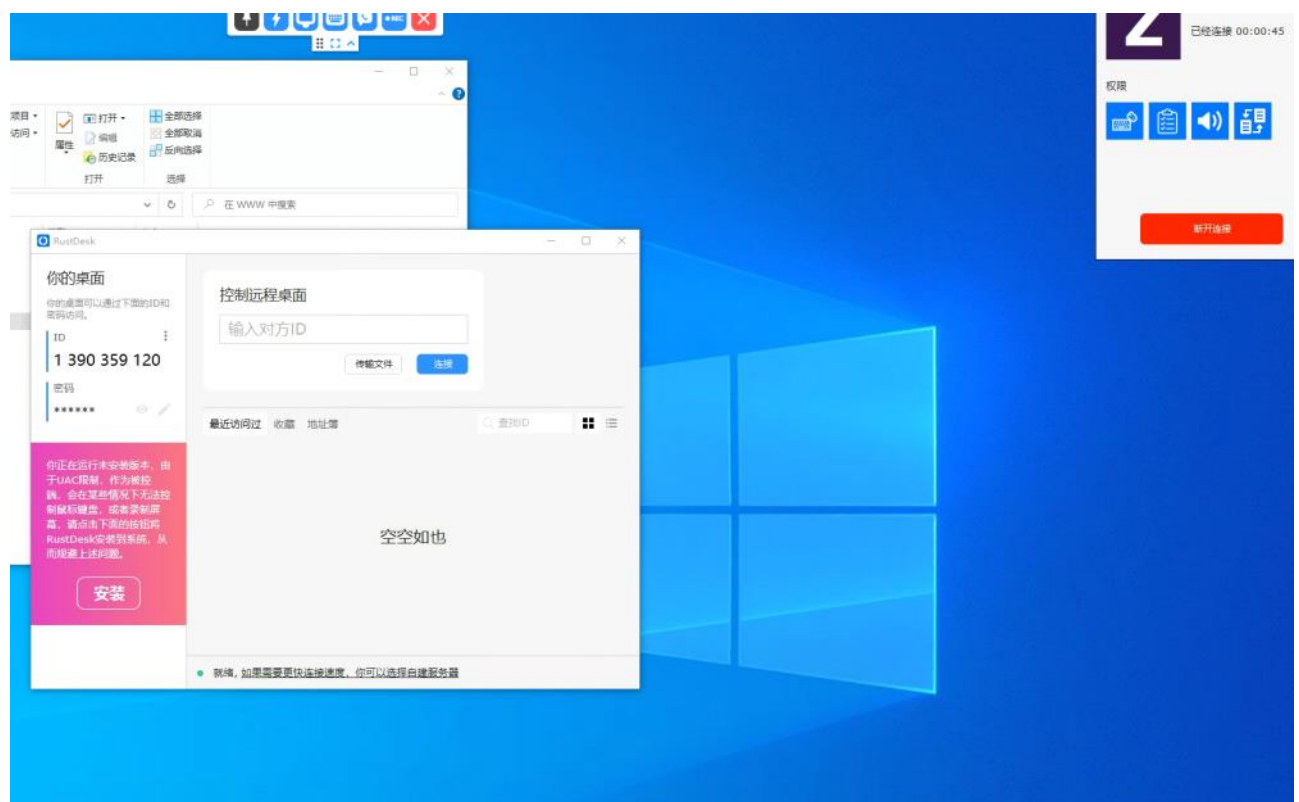 REC
已经连接 00:00:45
权限
断开连接
项目
访问
属性
打开
编辑
历史记录
打开
全部选择
全部取消
反向选择
选择
在 WWW 中搜索
RustDesk
你的桌面
你的桌面可以通过下面的ID和
密码访问。
ID
1 390 359 120
密码
******
你正在运行未安装版本，由
于UAC限制，作为被控
端，会在某些情况下无法控
制鼠标键盘，或者录制屏
幕，请点击下面的按钮将
RustDesk安装到系统，从
而规避上述问题。
安装
控制远程桌面
输入对方ID
传输文件
连接
最近访问过
收藏
地址簿
查找ID
空空如也
就绪, 如果需要更快连接速度，你可以选择自建服务器